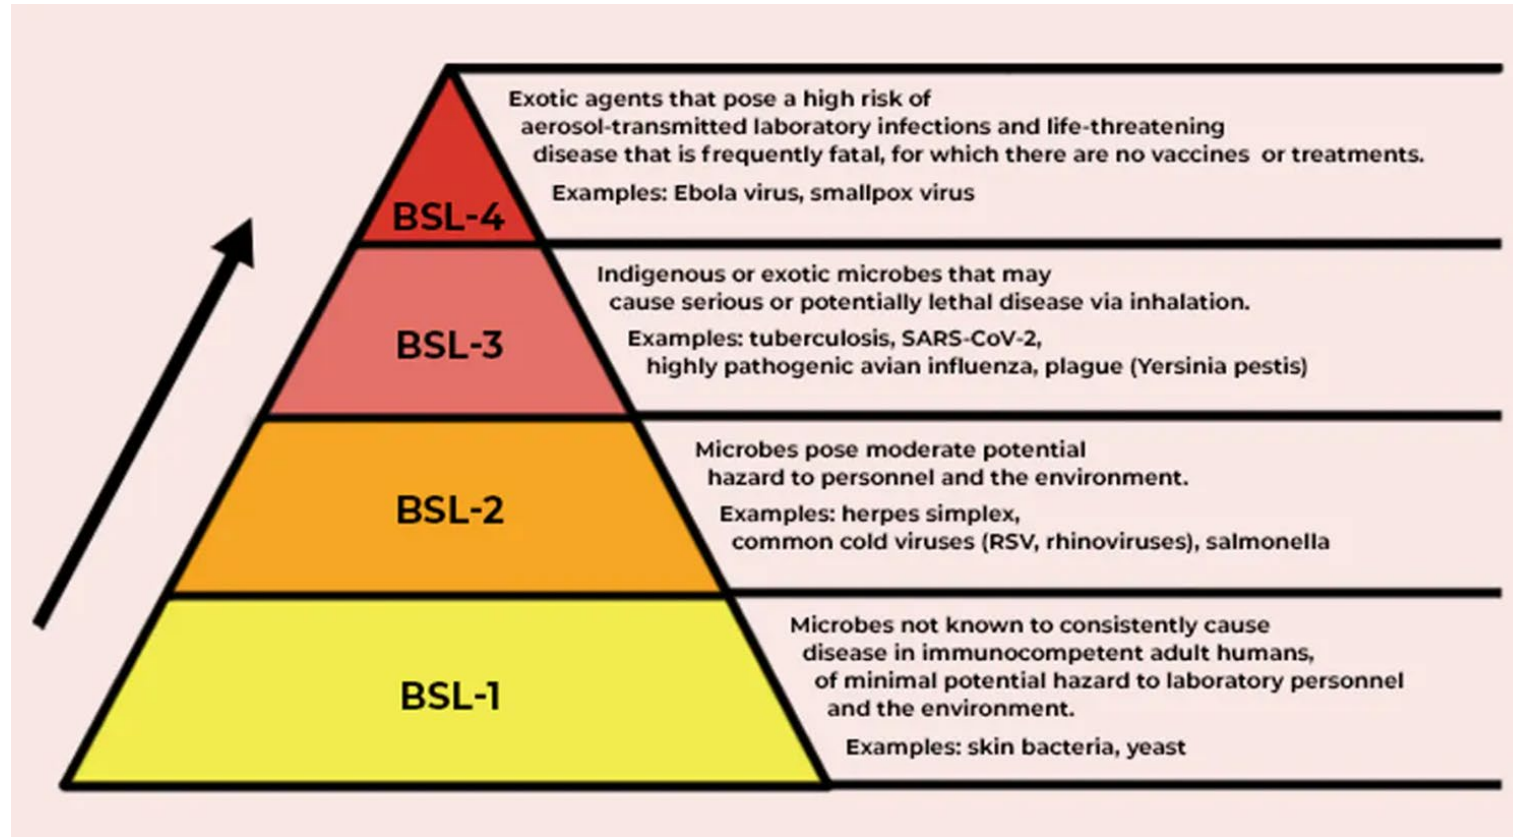 Exotic agents that pose a high risk of
aerosol-transmitted laboratory infections and life-threatening
disease that is frequently fatal, for which there are no vaccines or treatments.
Examples: Ebola virus, smallpox virus
BSL-4
Indigenous or exotic microbes that may
cause serious or potentially lethal disease via inhalation.
Examples: tuberculosis, SARS-CoV-2,
highly pathogenic avian influenza, plague (Yersinia pestis)
BSL-3
Microbes pose moderate potential
hazard to personnel and the environment.
Examples: herpes simplex,
common cold viruses (RSV, rhinoviruses), salmonella
BSL-2
Microbes not known to consistently cause
disease in immunocompetent adult humans,
of minimal potential hazard to laboratory personnel
and the environment.
Examples: skin bacteria, yeast
BSL-1